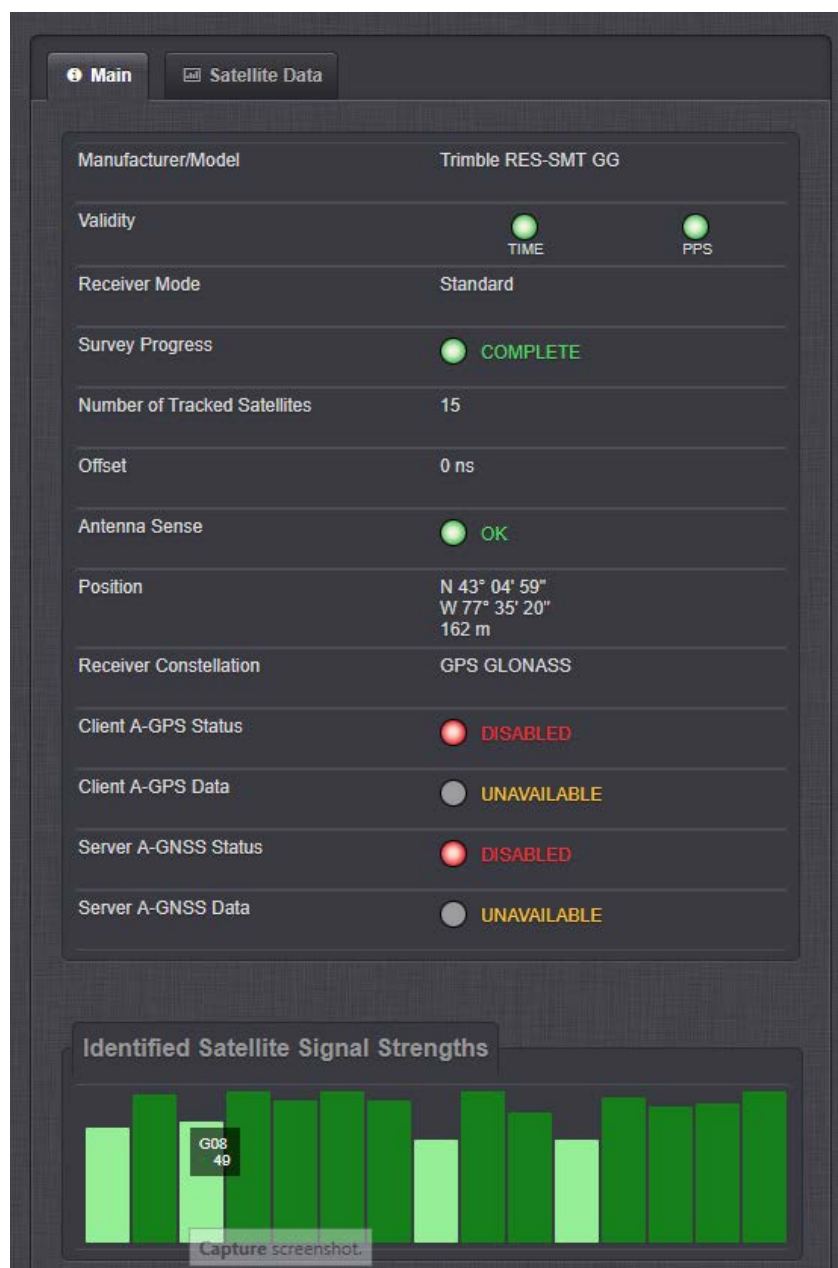 Main Satellite Data
Manufacturer/Model Trimble RES-SMT GG
Validity TIME PPS
Receiver Mode Standard
Survey Progress COMPLETE
Number of Tracked Satellites 15
Offset 0 ns
Antenna Sense OK
Position N 43° 04' 59"
W 77° 35' 20"
162 m
Receiver Constellation GPS GLONASS
Client A-GPS Status DISABLED
Client A-GPS Data UNAVAILABLE
Server A-GNSS Status DISABLED
Server A-GNSS Data UNAVAILABLE
Identified Satellite Signal Strengths
G08
49
Capture screenshot.